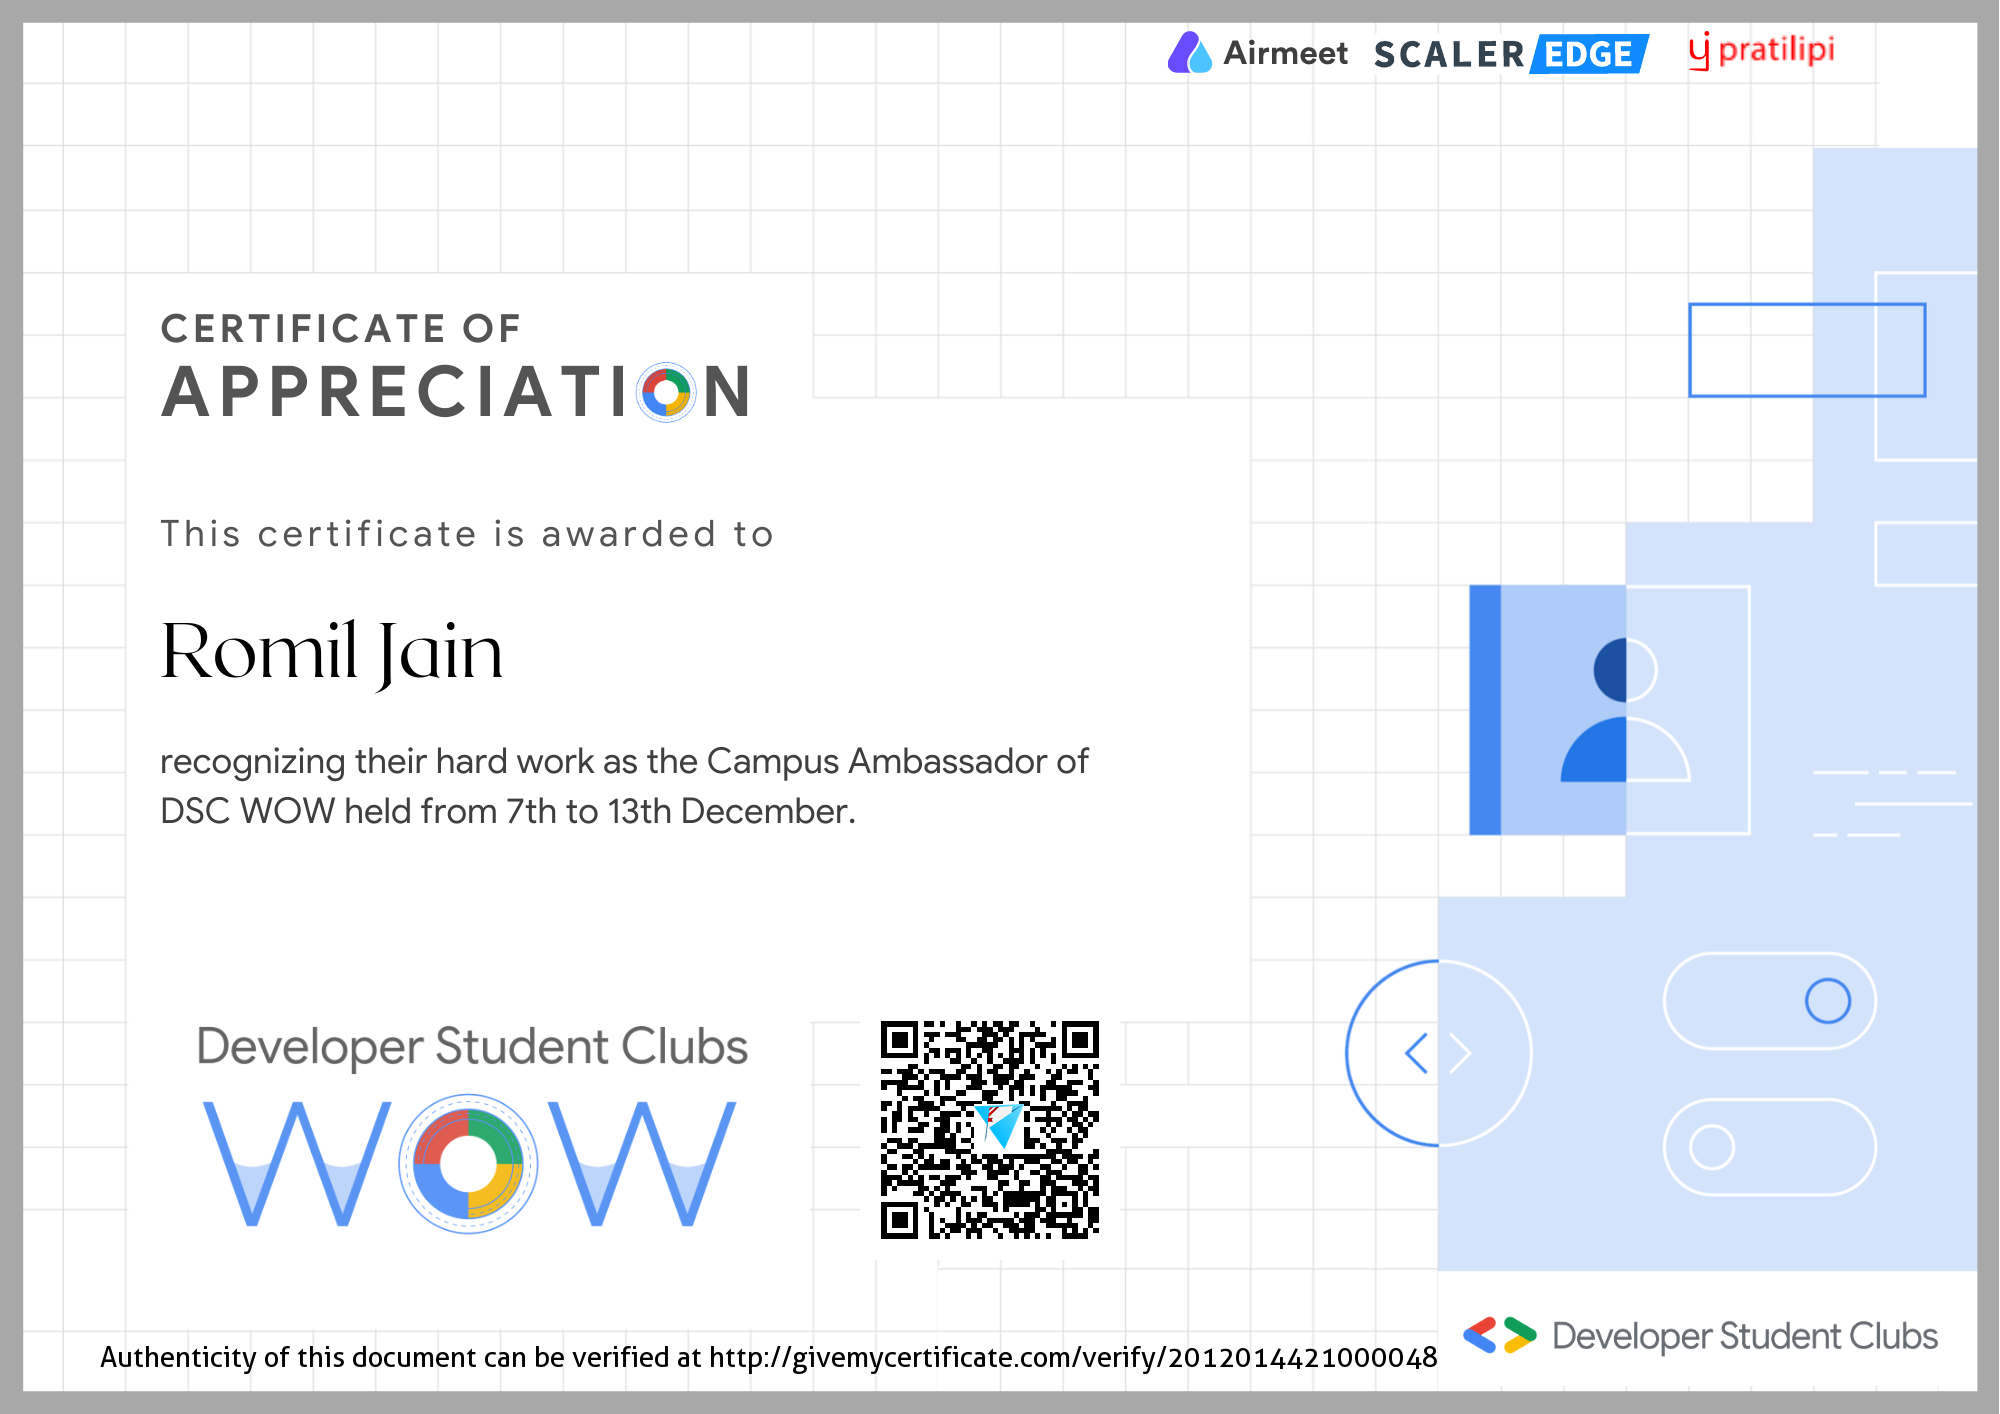 Airmeet SCALER EDGE pratilipi
CERTIFICATE OF
APPRECIATION
This certificate is awarded to
Romil Jain
recognizing their hard work as the Campus Ambassador of
DSC WOW held from 7th to 13th December.
Developer Student Clubs
WOW
Authenticity of this document can be verified at http://givemycertificate.com/verify/2012014421000048
Developer Student Clubs